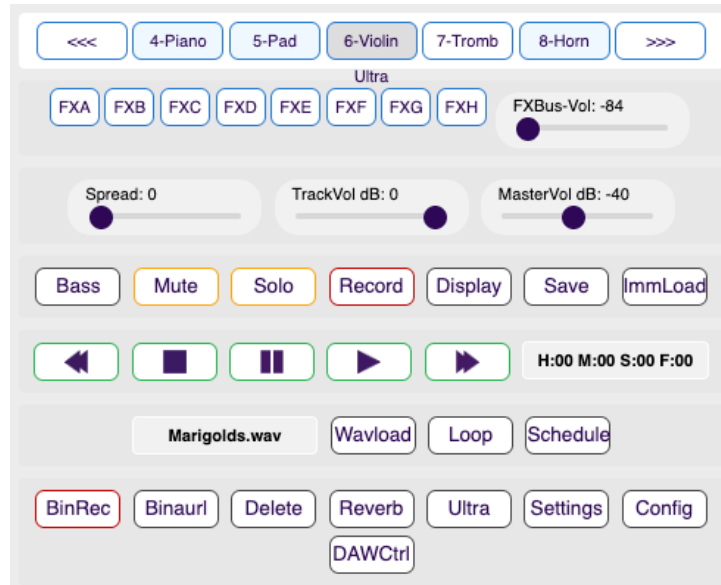 <<< 4-Piano 5-Pad 6-Violin 7-Tromb 8-Horn >>>
Ultra
FXA FXB FXC FXD FXE FXF FXG FXH FXBus-Vol: -84
Spread: 0 TrackVol dB: 0 MasterVol dB: -40
Bass Mute Solo Record Display Save ImmLoad
H:00 M:00 S:00 F:00
Marigolds.wav Wavload Loop Schedule
BinRec Binaurl Delete Reverb Ultra Settings Config
DAWCtrl